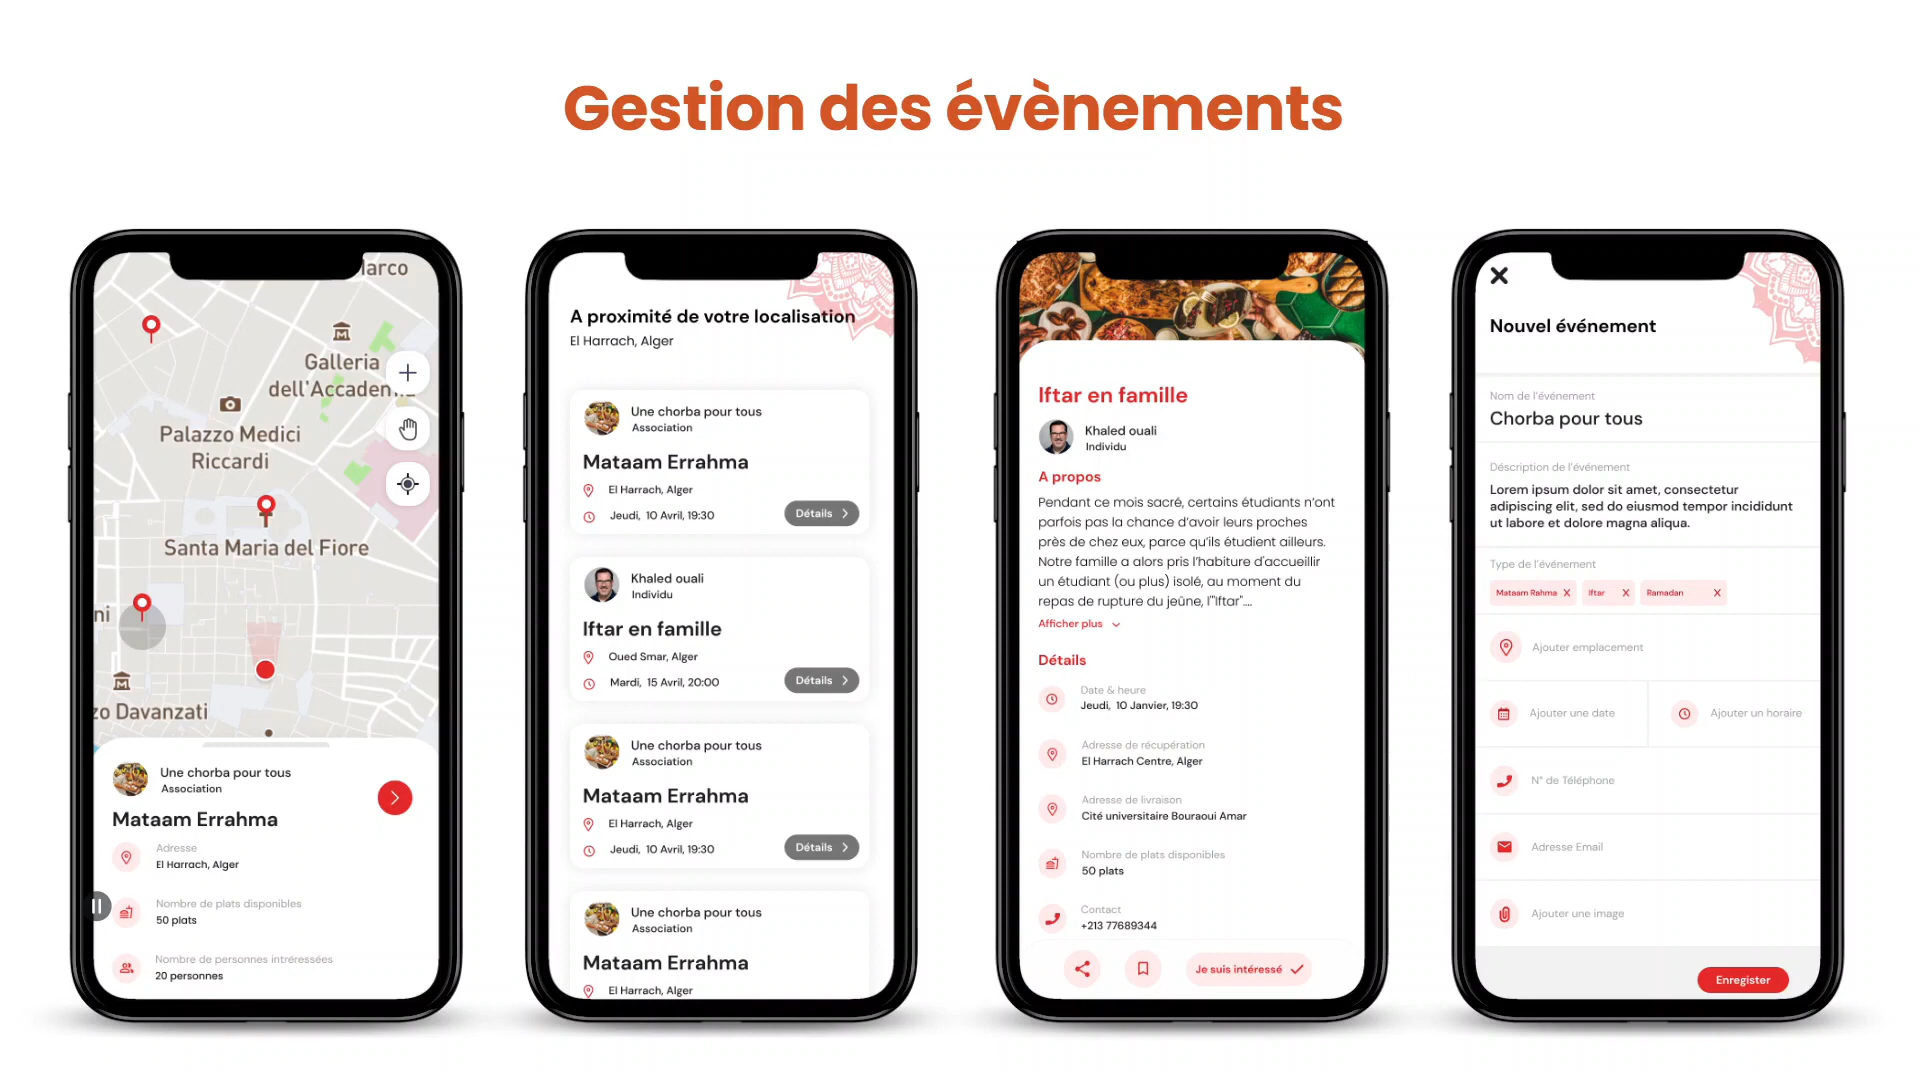 Gestion des évènements
Marco
Galleria
dell'Accadem
Palazzo Medici
Riccardi
Santa Maria del Fiore
ni
zo Davanzati
Une chorba pour tous
Association
Mataam Errahma
Adresse
El Harrach, Alger
Nombre de plats disponibles
50 plats
Nombre de personnes intréressées
20 personnes
A proximité de votre localisation
El Harrach, Alger
Une chorba pour tous
Association
Mataam Errahma
El Harrach, Alger
Jeudi, 10 Avril, 19:30
Détails
Khaled ouali
Individu
Iftar en famille
Oued Smar, Alger
Mardi, 15 Avril, 20:00
Détails
Une chorba pour tous
Association
Mataam Errahma
El Harrach, Alger
Jeudi, 10 Avril, 19:30
Détails
Une chorba pour tous
Association
Mataam Errahma
El Harrach, Alger
Iftar en famille
Khaled ouali
Individu
A propos
Pendant ce mois sacré, certains étudiants n'ont
parfois pas la chance d'avoir leurs proches
près de chez eux, parce qu'ils étudient ailleurs.
Notre famille a alors pris l'habiture d'accueillir
un étudiant (ou plus) isolé, au moment du
repas de rupture du jeûne, l'"Iftar"....
Afficher plus
Détails
Date & heure
Jeudi, 10 Janvier, 19:30
Adresse de récupération
El Harrach Centre, Alger
Adresse de livraison
Cité universitaire Bouraoui Amar
Nombre de plats disponibles
50 plats
Contact
+213 77689344
Je suis intéressé
Nouvel événement
Nom de l'événement
Chorba pour tous
Déscription de l'événement
Lorem ipsum dolor sit amet, consectetur
adipiscing elit, sed do eiusmod tempor incididunt
ut labore et dolore magna aliqua.
Type de l'événement
Mataam Rahma X Iftar X Ramadan X
Ajouter emplacement
Ajouter une date
Ajouter un horaire
N° de Téléphone
Adresse Email
Ajouter une image
Enregister